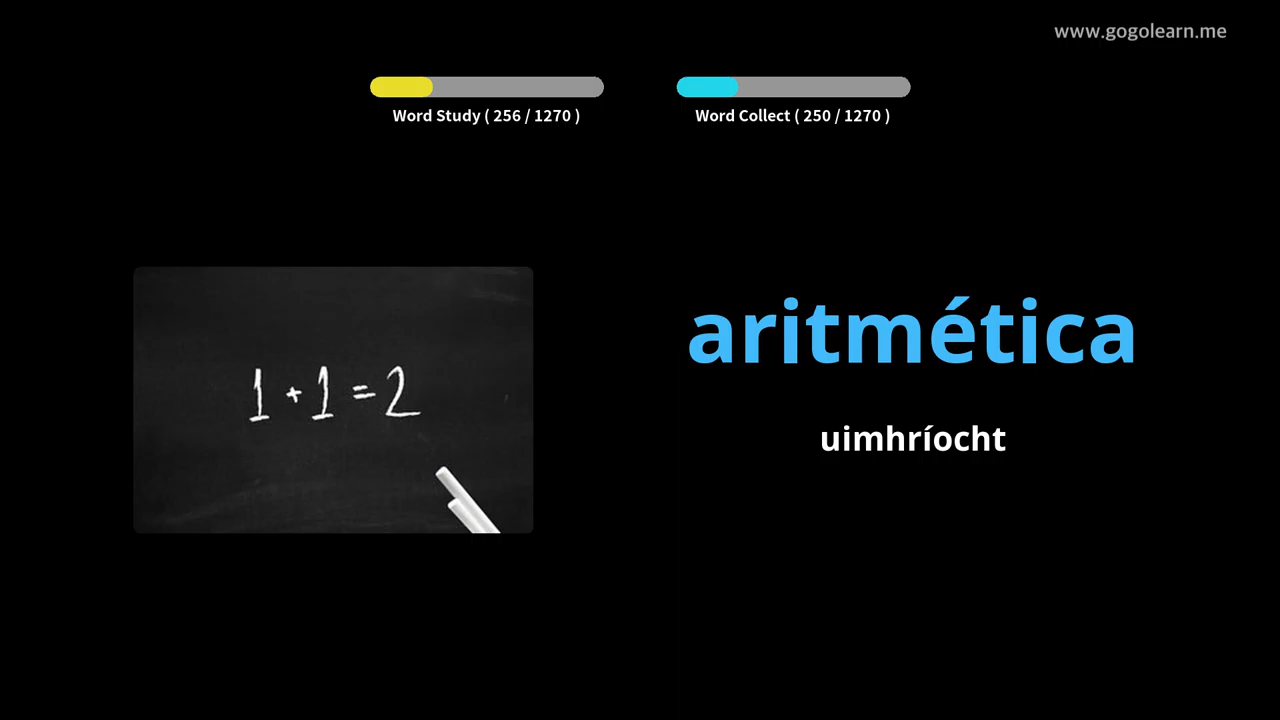 www.gogolearn.me
Word Study ( 256 / 1270 )
Word Collect ( 250 / 1270 )
1 + 1 = 2
aritmética
uimhríocht